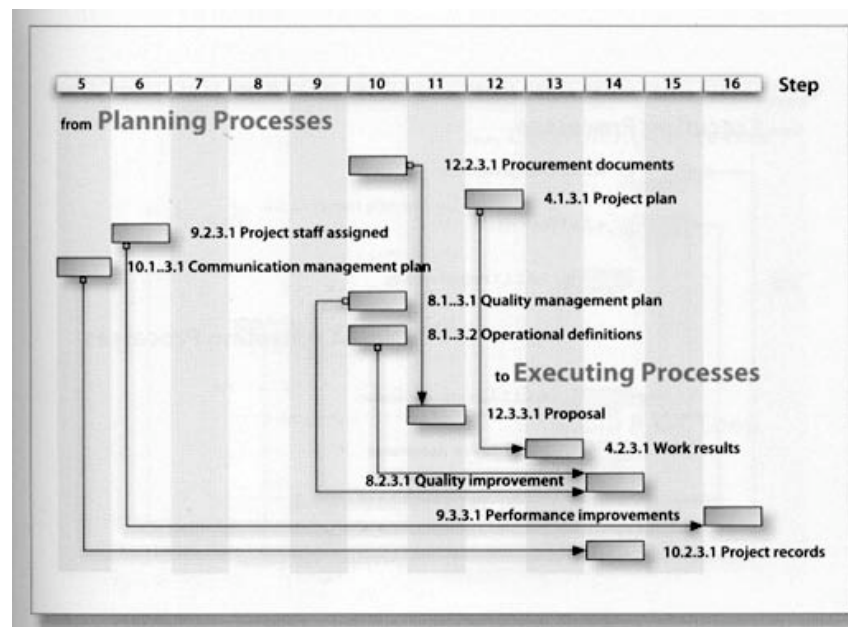 5 6 7 8 9 10 11 12 13 14 15 16 Step
from Planning Processes
12.2.3.1 Procurement documents
4.1.3.1 Project plan
9.2.3.1 Project staff assigned
10.1..3.1 Communication management plan
8.1..3.1 Quality management plan
8.1..3.2 Operational definitions
to Executing Processes
12.3.3.1 Proposal
4.2.3.1 Work results
8.2.3.1 Quality improvement
9.3.3.1 Performance improvements
10.2.3.1 Project records